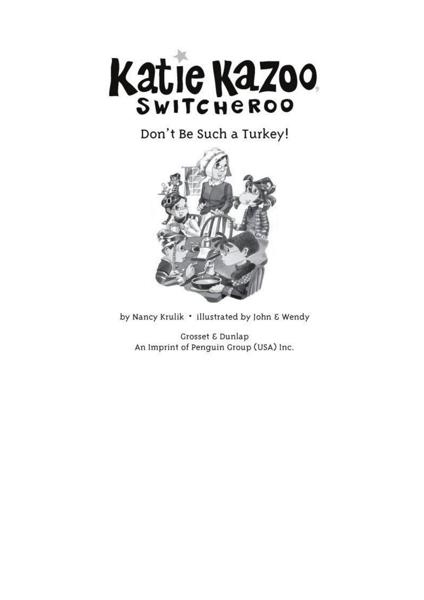 Katie Kazoo,
SWITCHEROO
Don't Be Such a Turkey!
by Nancy Krulik • illustrated by John & Wendy
Grosset & Dunlap
An Imprint of Penguin Group (USA) Inc.